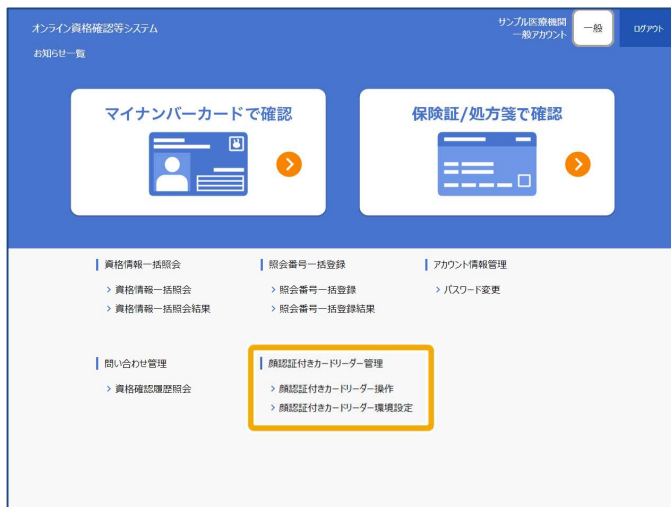 オンライン資格確認等システム
サンプル医療機関
一般アカウント
一般
ログアウト
お知らせ一覧
マイナンバーカードで確認
保険証/処方箋で確認
資格情報一括照会
資格情報一括照会
資格情報一括照会結果
照会番号一括登録
照会番号一括登録
照会番号一括登録結果
アカウント情報管理
パスワード変更
問い合わせ管理
資格確認履歴照会
顔認証付きカードリーダー管理
顔認証付きカードリーダー操作
顔認証付きカードリーダー環境設定